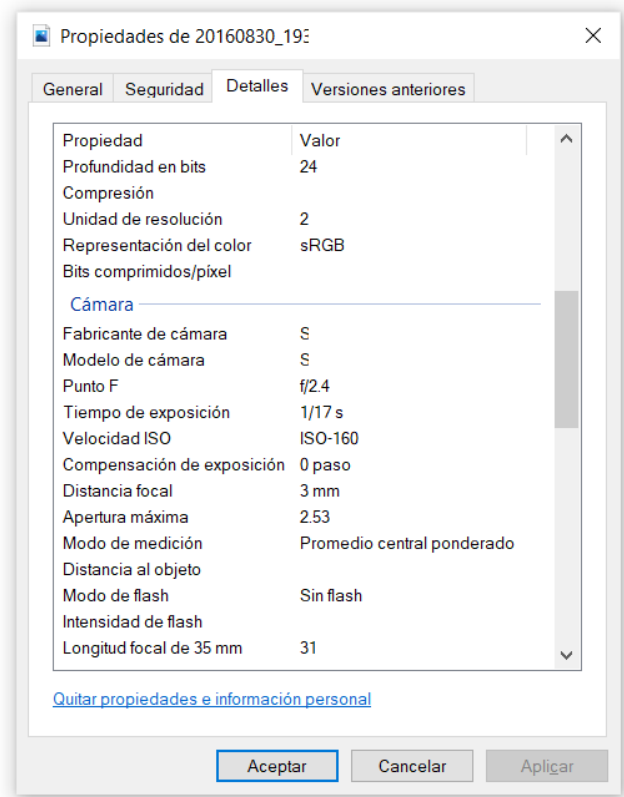 Propiedades de 20160830_193
General Seguridad Detalles Versiones anteriores
Propiedad Valor
Profundidad en bits 24
Compresión
Unidad de resolución 2
Representación del color sRGB
Bits comprimidos/píxel
Cámara
Fabricante de cámara S
Modelo de cámara S
Punto F f/2.4
Tiempo de exposición 1/17 s
Velocidad ISO ISO-160
Compensación de exposición 0 paso
Distancia focal 3 mm
Apertura máxima 2.53
Modo de medición Promedio central ponderado
Distancia al objeto
Modo de flash Sin flash
Intensidad de flash
Longitud focal de 35 mm 31
Quitar propiedades e información personal
Aceptar Cancelar Aplicar